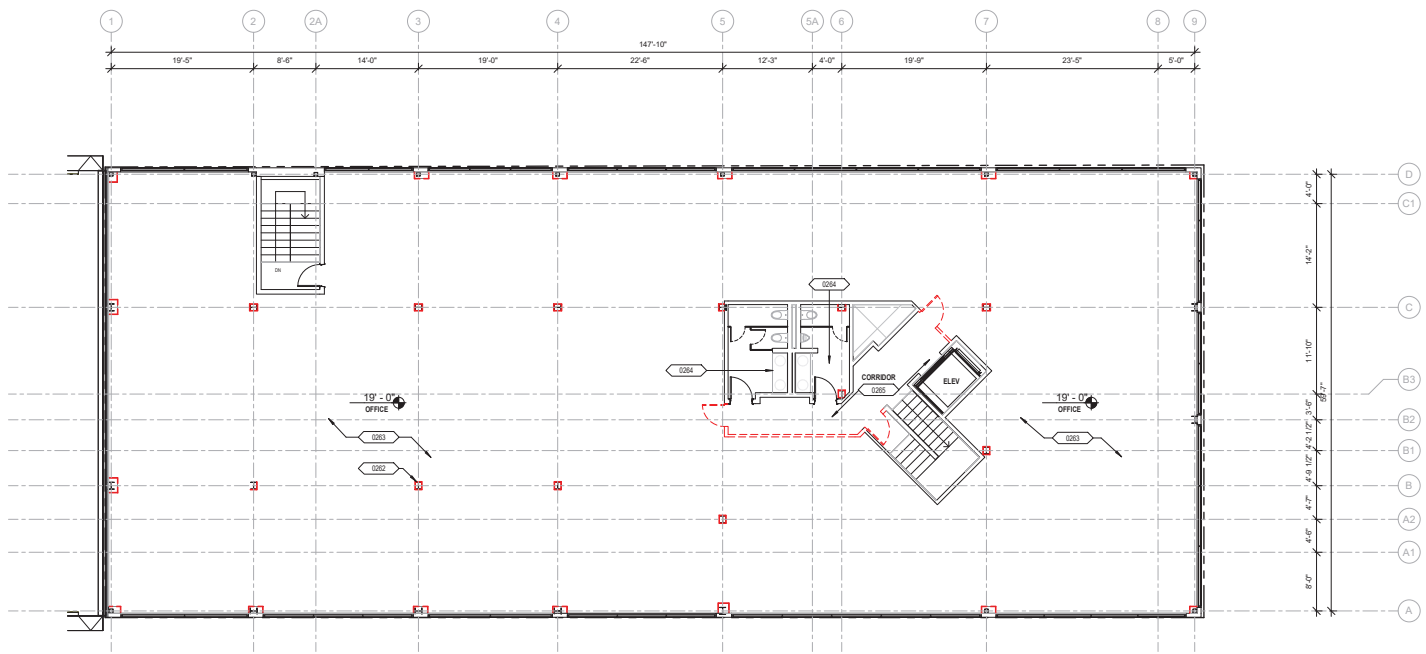 1 2 2A 3 4 5 5A 6 7 8 9
147'-10"
19'-5" 8'-6" 14'-0" 19'-0" 22'-6" 12'-3" 4'-0" 19'-9" 23'-5" 5'-0"
D
4'-0"
C1
14'-2"
DN
0264
C
11'-10"
0264
CORRIDOR
ELEV
B3
0265
19' - 0"
OFFICE
19' - 0"
OFFICE
3'-6"
B2
0263
0263
4'-2 1/2"
B1
0262
4'-9 1/2"
B
4'-7"
A2
4'-6"
A1
8'-0"
A